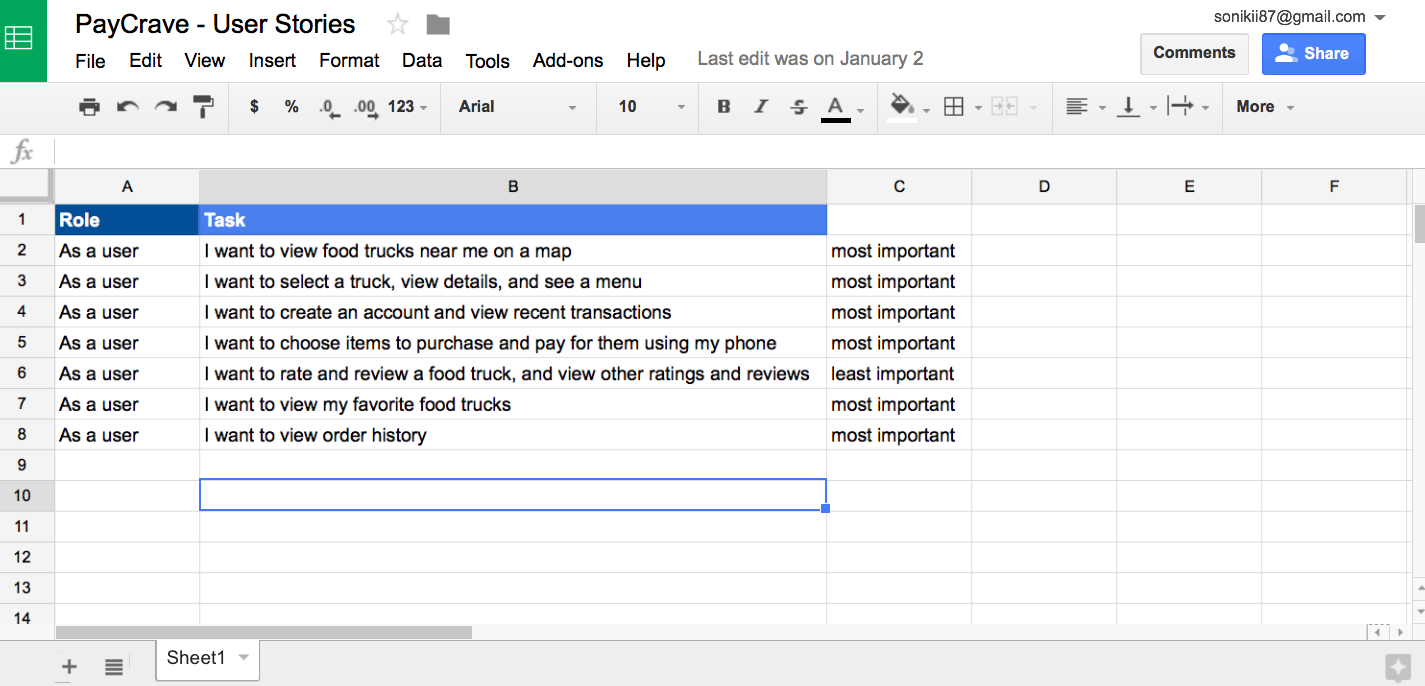 PayCrave - User Stories
sonikii87@gmail.com
File Edit View Insert Format Data Tools Add-ons Help Last edit was on January 2
Comments Share
$ % .0 .00 123 Arial 10 B I S A More
fx
A B C D E F
1 Role Task
2 As a user I want to view food trucks near me on a map most important
3 As a user I want to select a truck, view details, and see a menu most important
4 As a user I want to create an account and view recent transactions most important
5 As a user I want to choose items to purchase and pay for them using my phone most important
6 As a user I want to rate and review a food truck, and view other ratings and reviews least important
7 As a user I want to view my favorite food trucks most important
8 As a user I want to view order history most important
9
10
11
12
13
14
Sheet1